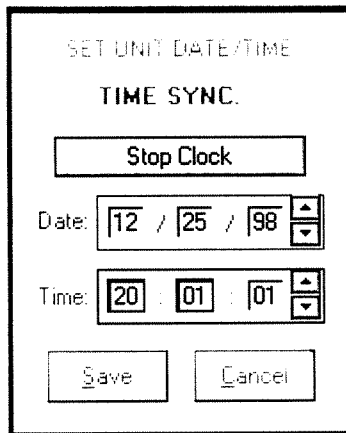 SET UNIT DATE/TIME
TIME SYNC.
Stop Clock
Date: 12 / 25 / 98
Time: 20 : 01 : 01
Save Cancel